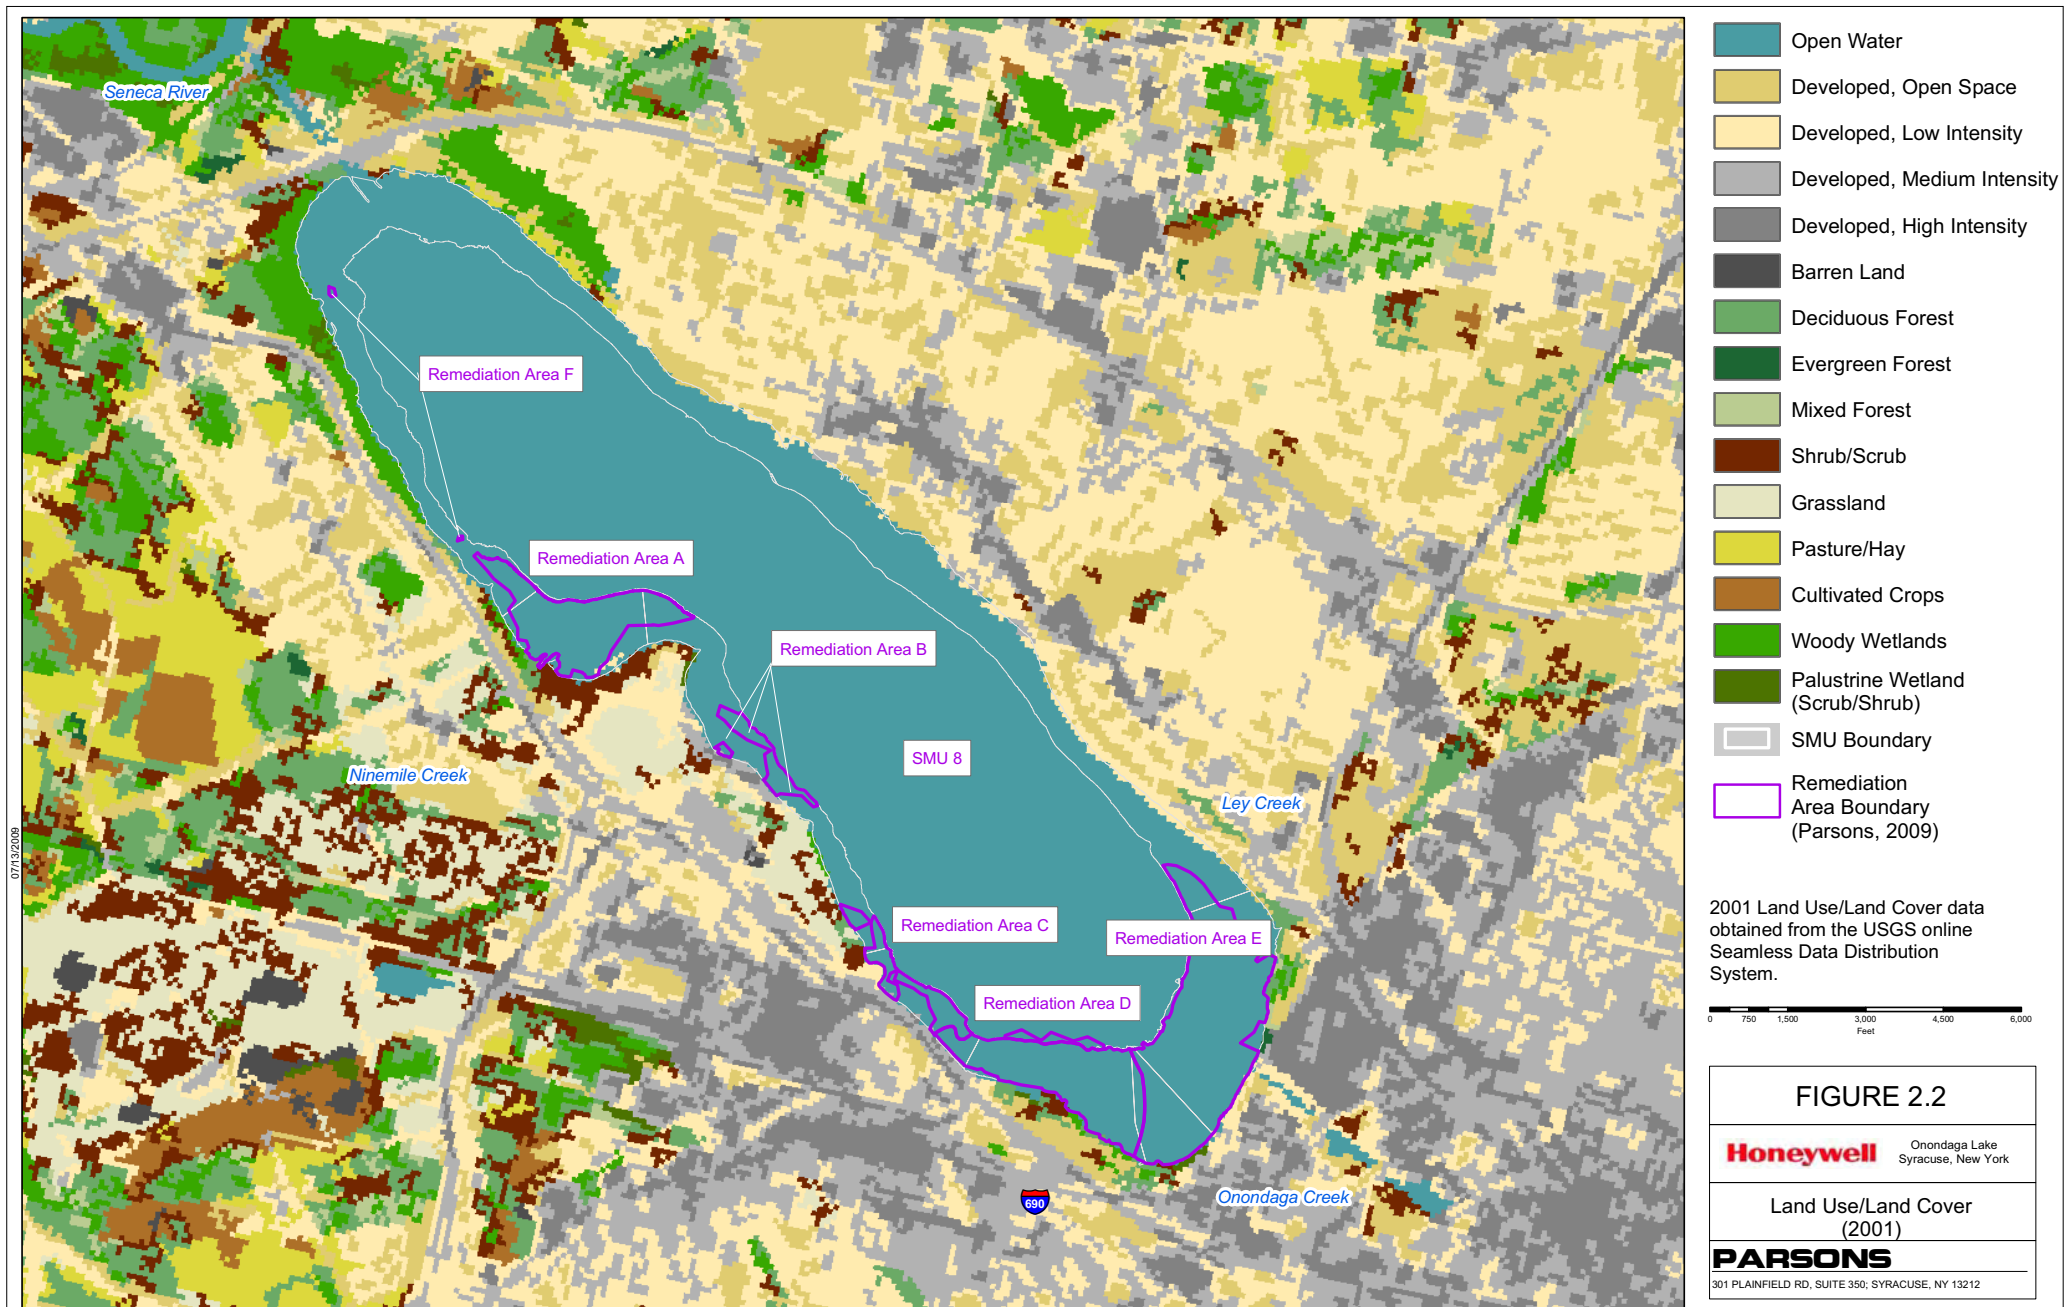 Seneca River
Remediation Area F
Remediation Area A
Remediation Area B
SMU 8
Ninemile Creek
Ley Creek
Remediation Area C
Remediation Area E
Remediation Area D
Onondaga Creek
690
07/13/2009
Open Water
Developed, Open Space
Developed, Low Intensity
Developed, Medium Intensity
Developed, High Intensity
Barren Land
Deciduous Forest
Evergreen Forest
Mixed Forest
Shrub/Scrub
Grassland
Pasture/Hay
Cultivated Crops
Woody Wetlands
Palustrine Wetland
(Scrub/Shrub)
SMU Boundary
Remediation
Area Boundary
(Parsons, 2009)
2001 Land Use/Land Cover data
obtained from the USGS online
Seamless Data Distribution
System.
0 750 1,500 3,000 4,500 6,000
Feet
FIGURE 2.2
Honeywell
Onondaga Lake
Syracuse, New York
Land Use/Land Cover
(2001)
PARSONS
301 PLAINFIELD RD, SUITE 350; SYRACUSE, NY 13212